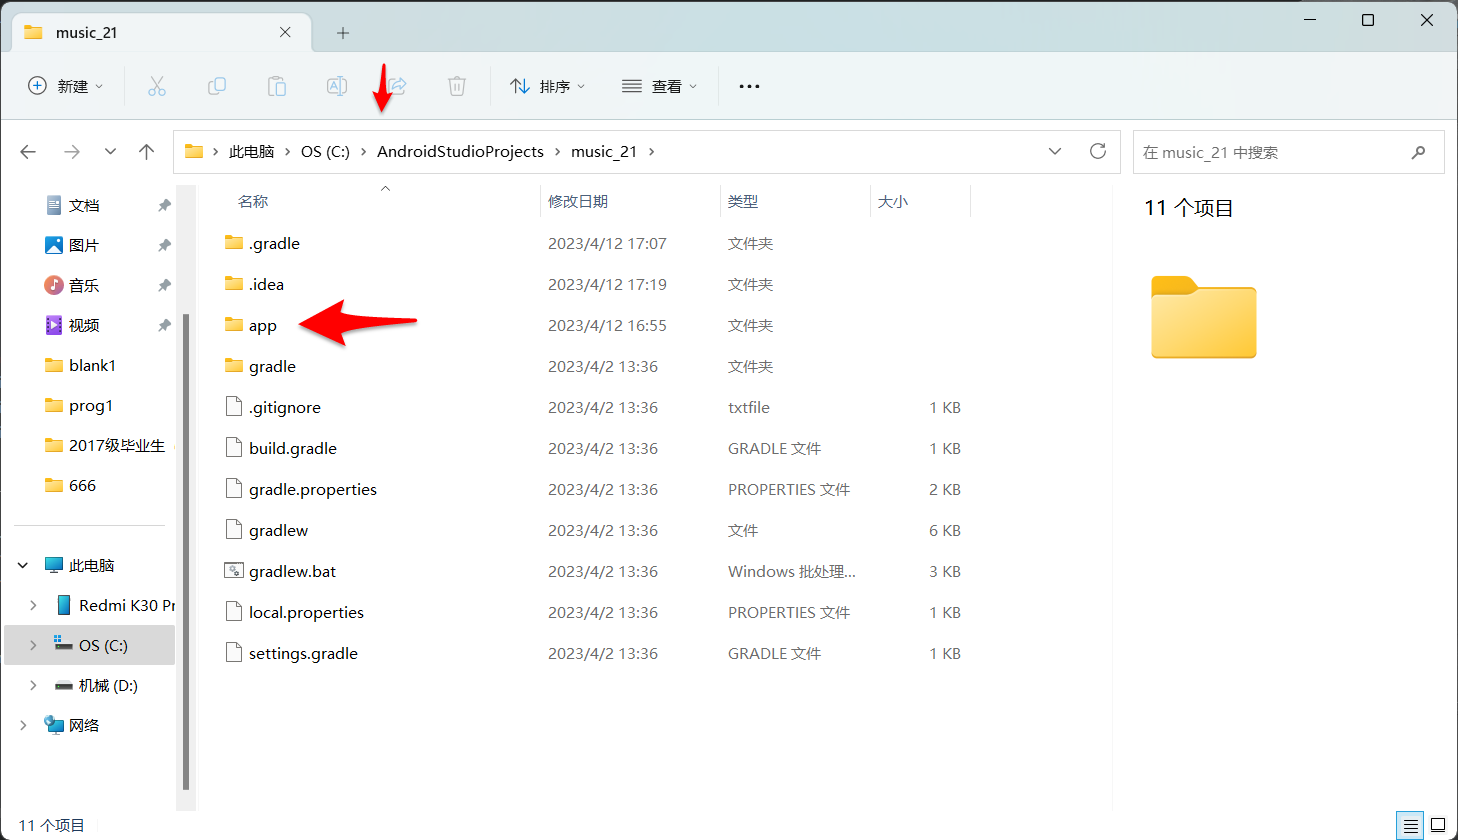 music_21
新建
排序
查看
此电脑 OS (C:) AndroidStudioProjects music_21
在 music_21 中搜索
文档
图片
音乐
视频
blank1
prog1
2017级毕业生
666
此电脑
Redmi K30 Pr
OS (C:)
机械 (D:)
网络
名称 修改日期 类型 大小
.gradle 2023/4/12 17:07 文件夹
.idea 2023/4/12 17:19 文件夹
app 2023/4/12 16:55 文件夹
gradle 2023/4/2 13:36 文件夹
.gitignore 2023/4/2 13:36 txtfile 1 KB
build.gradle 2023/4/2 13:36 GRADLE 文件 1 KB
gradle.properties 2023/4/2 13:36 PROPERTIES 文件 2 KB
gradlew 2023/4/2 13:36 文件 6 KB
gradlew.bat 2023/4/2 13:36 Windows 批处理... 3 KB
local.properties 2023/4/2 13:36 PROPERTIES 文件 1 KB
settings.gradle 2023/4/2 13:36 GRADLE 文件 1 KB
11 个项目
11 个项目